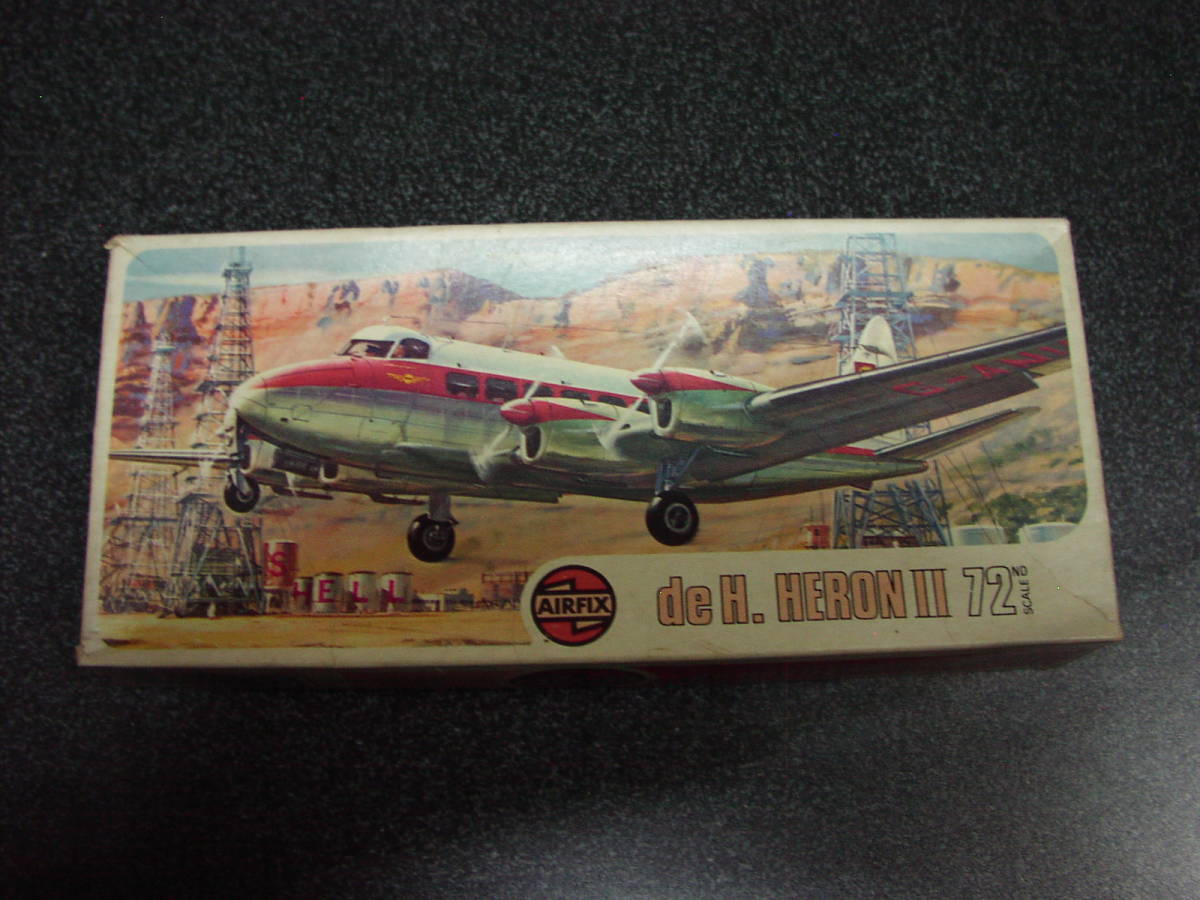 SHELL
AIRFIX
de H. HERON III 72ND SCALE